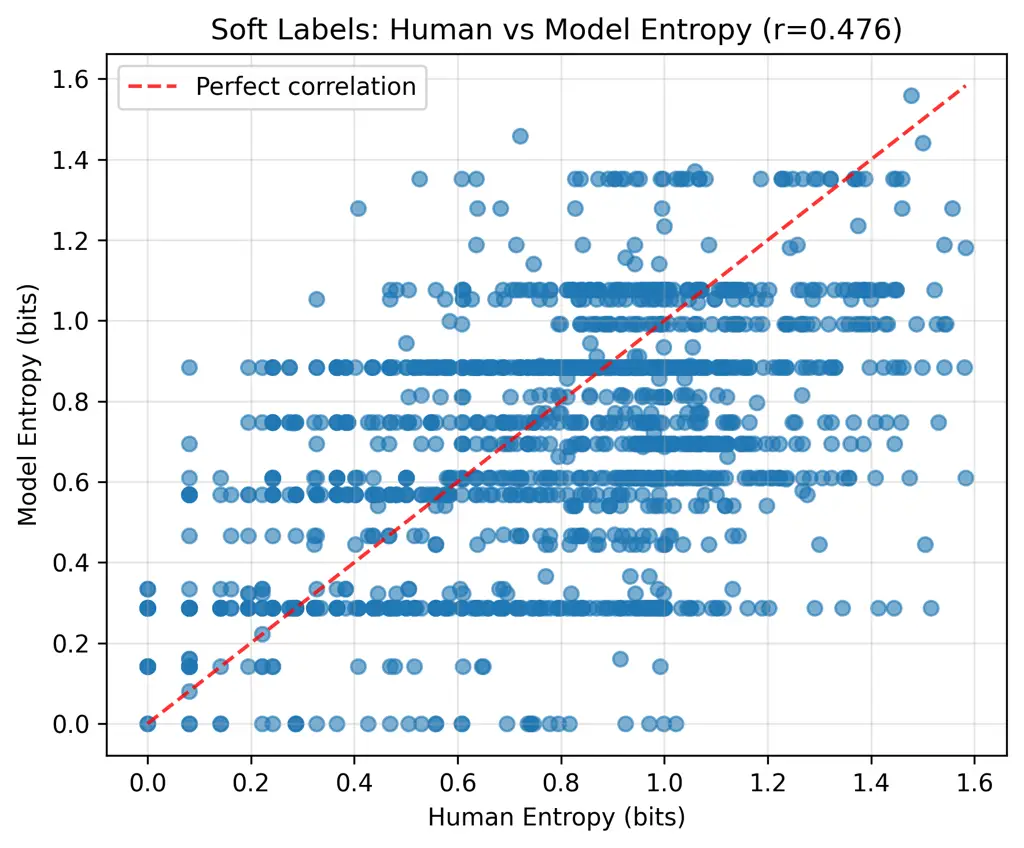 Soft Labels: Human vs Model Entropy (r=0.476)
Perfect correlation
Model Entropy (bits)
1.6
1.4
1.2
1.0
0.8
0.6
0.4
0.2
0.0
0.0 0.2 0.4 0.6 0.8 1.0 1.2 1.4 1.6
Human Entropy (bits)